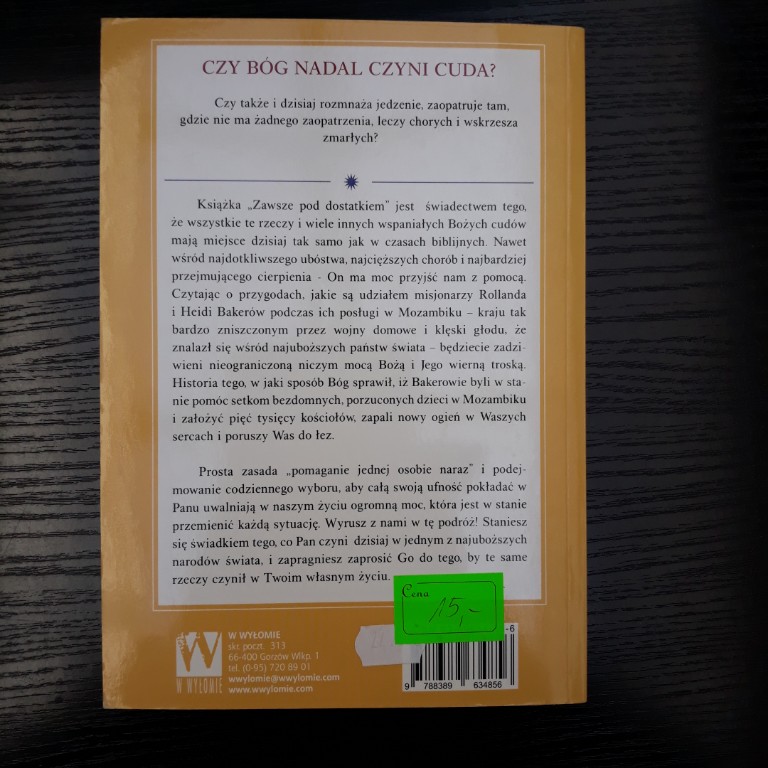 CZY BÓG NADAL CZYNI CUDA?
Czy także i dzisiaj rozmnaża jedzenie, zaopatruje tam,
gdzie nie ma żadnego zaopatrzenia, leczy chorych i wskrzesza
zmarłych?
Książka „Zawsze pod dostatkiem" jest świadectwem tego,
że wszystkie te rzeczy i wiele innych wspaniałych Bożych cudów
mają miejsce dzisiaj tak samo jak w czasach biblijnych. Nawet
wśród najdotkliwszego ubóstwa, najcięższych chorób i najbardziej
przejmującego cierpienia - On ma moc przyjść nam z pomocą.
Czytając o przygodach, jakie są udziałem misjonarzy Rollanda
i Heidi Bakerów podczas ich posługi w Mozambiku – kraju tak
bardzo zniszczonym przez wojny domowe i klęski głodu, że
znalazł się wśród najuboższych państw świata – będziecie zadzi-
wieni nieograniczoną niczym mocą Bożą i Jego wierną troską.
Historia tego, w jaki sposób Bóg sprawił, iż Bakerowie byli w sta-
nie pomóc setkom bezdomnych, porzuconych dzieci w Mozambiku
i założyć pięć tysięcy kościołów, zapali nowy ogień w Waszych
sercach i poruszy Was do łez.
Prosta zasada „pomaganie jednej osobie naraz" i podej-
mowanie codziennego wyboru, aby całą swoją ufność pokładać w
Panu uwalniają w naszym życiu ogromną moc, która jest w stanie
przemienić każdą sytuację. Wyrusz z nami w tę podróż! Staniesz
się świadkiem tego, co Pan czyni dzisiaj w jednym z najuboższych
narodów świata, i zapragniesz zaprosić Go do tego, by te same
rzeczy czynił w Twoim własnym życiu.
Cena
15,-
W WYŁOMIE
W WYŁOMIE
skt. poczt. 313
66-400 Gorzów Wlkp. 1
tel. (0-95) 720 89 01
wwylomie@wwylomie.com
www.wwylomie.com
-6
9 788389 634856